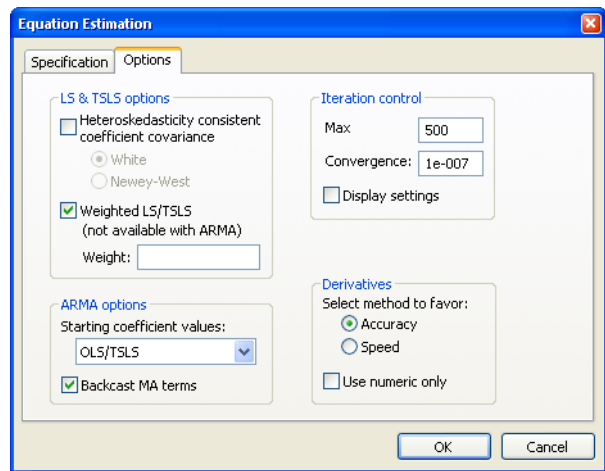 Equation Estimation
Specification
Options
LS & TSLS options
Heteroskedasticity consistent
coefficient covariance
White
Newey-West
Weighted LS/TSLS
(not available with ARMA)
Weight:
ARMA options
Starting coefficient values:
OLS/TSLS
Backcast MA terms
Iteration control
Max
500
Convergence:
1e-007
Display settings
Derivatives
Select method to favor:
Accuracy
Speed
Use numeric only
OK
Cancel